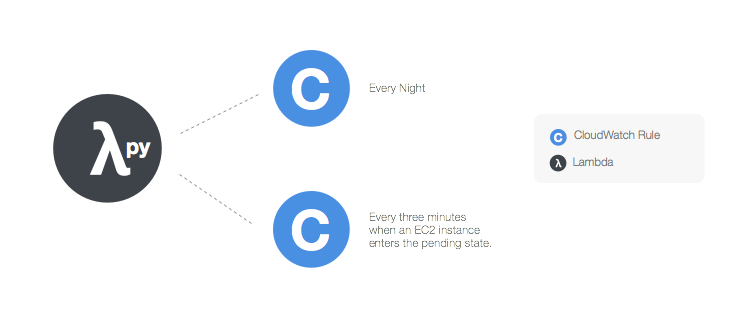 λpy
C
Every Night
C
Every three minutes
when an EC2 instance
enters the pending state.
C CloudWatch Rule
λ Lambda